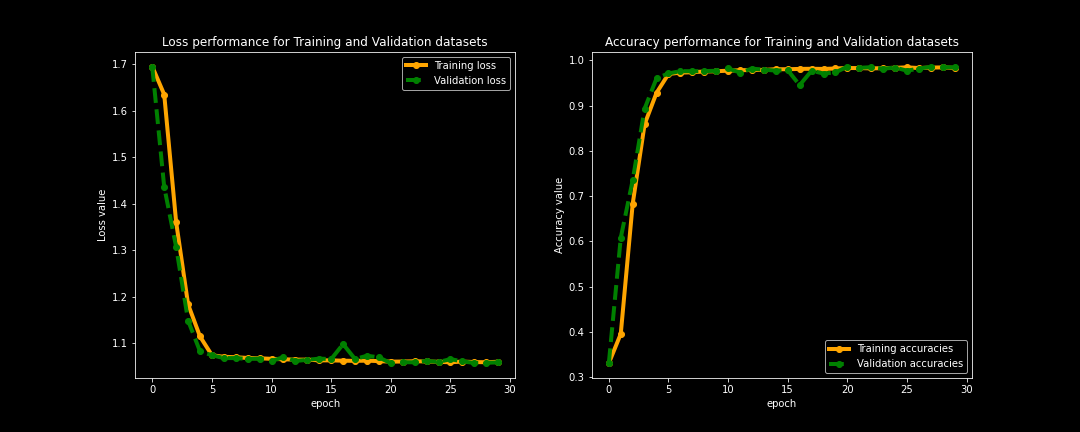 Loss performance for Training and Validation datasets
1.7
1.6
1.5
1.4
1.3
1.2
1.1
Loss value
Training loss
Validation loss
0 5 10 15 20 25 30
epoch
Accuracy performance for Training and Validation datasets
1.0
0.9
0.8
0.7
0.6
0.5
0.4
0.3
Accuracy value
Training accuracies
Validation accuracies
0 5 10 15 20 25 30
epoch